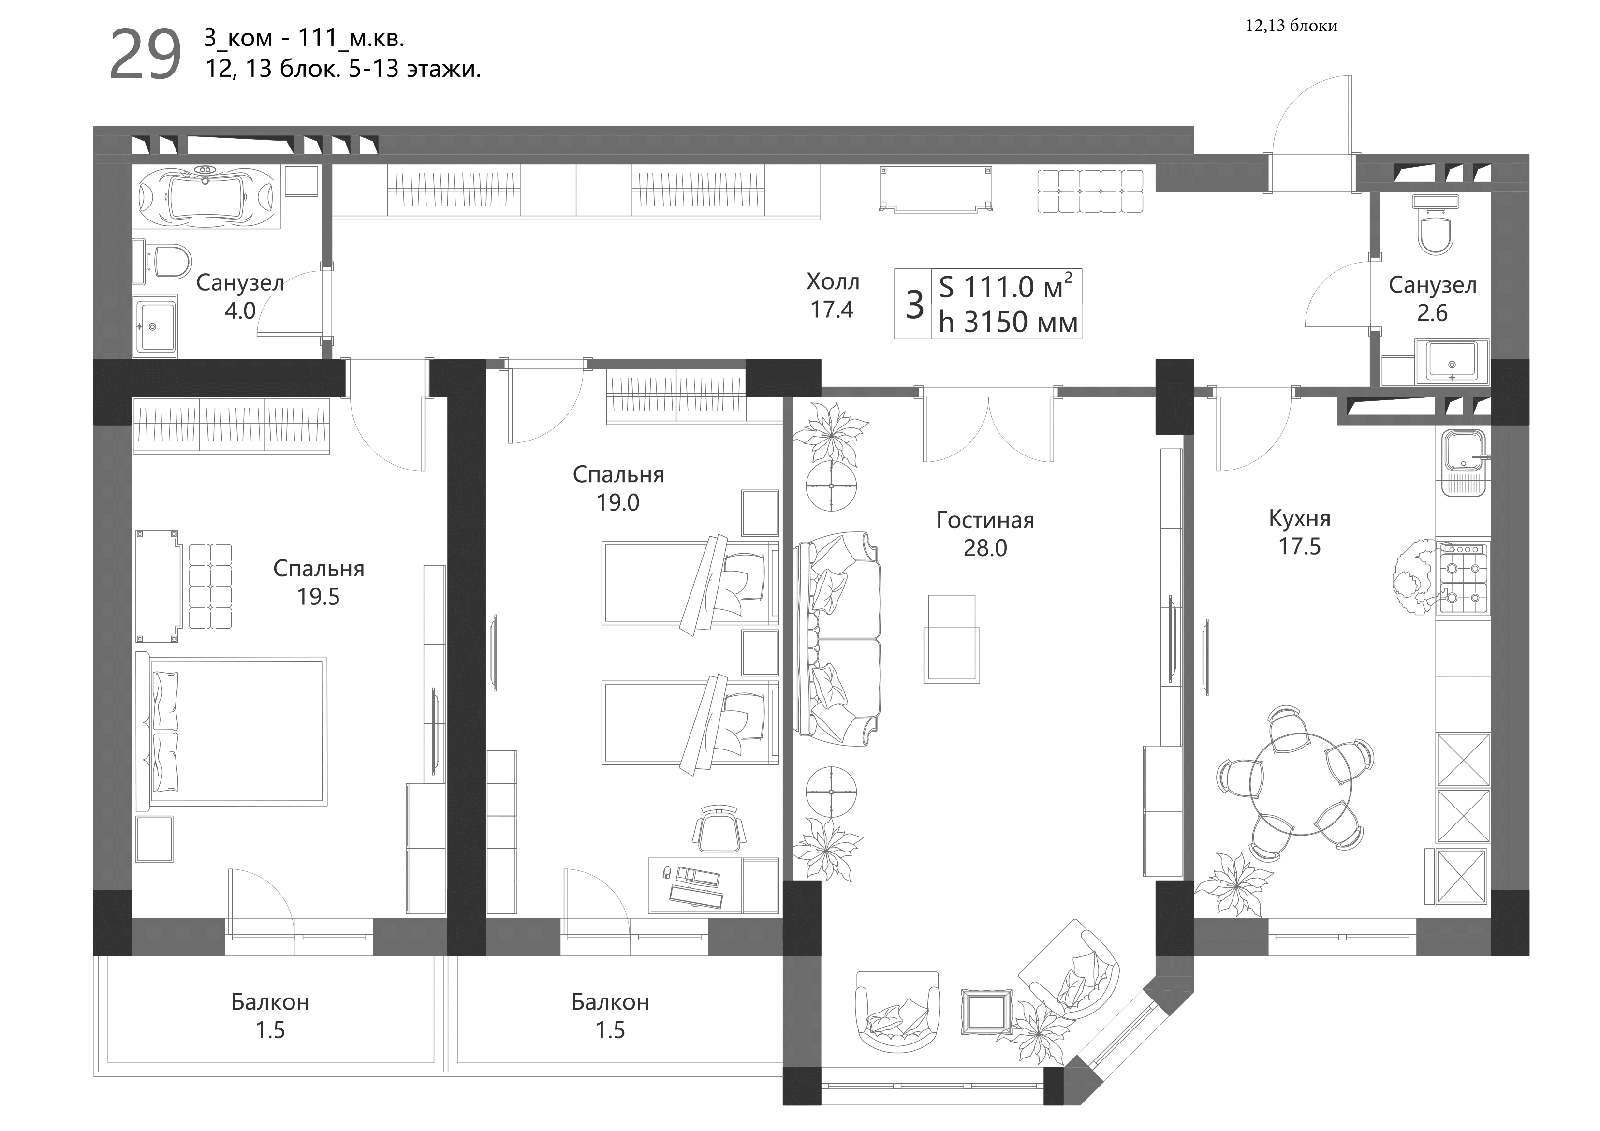 12,13 блоки
29
3_ком - 111_м.кв.
12, 13 блок. 5-13 этажи.
Санузел
4.0
Холл
17.4
3
S 111.0 м²
h 3150 мм
Санузел
2.6
Спальня
19.5
Спальня
19.0
Гостиная
28.0
Кухня
17.5
Балкон
1.5
Балкон
1.5